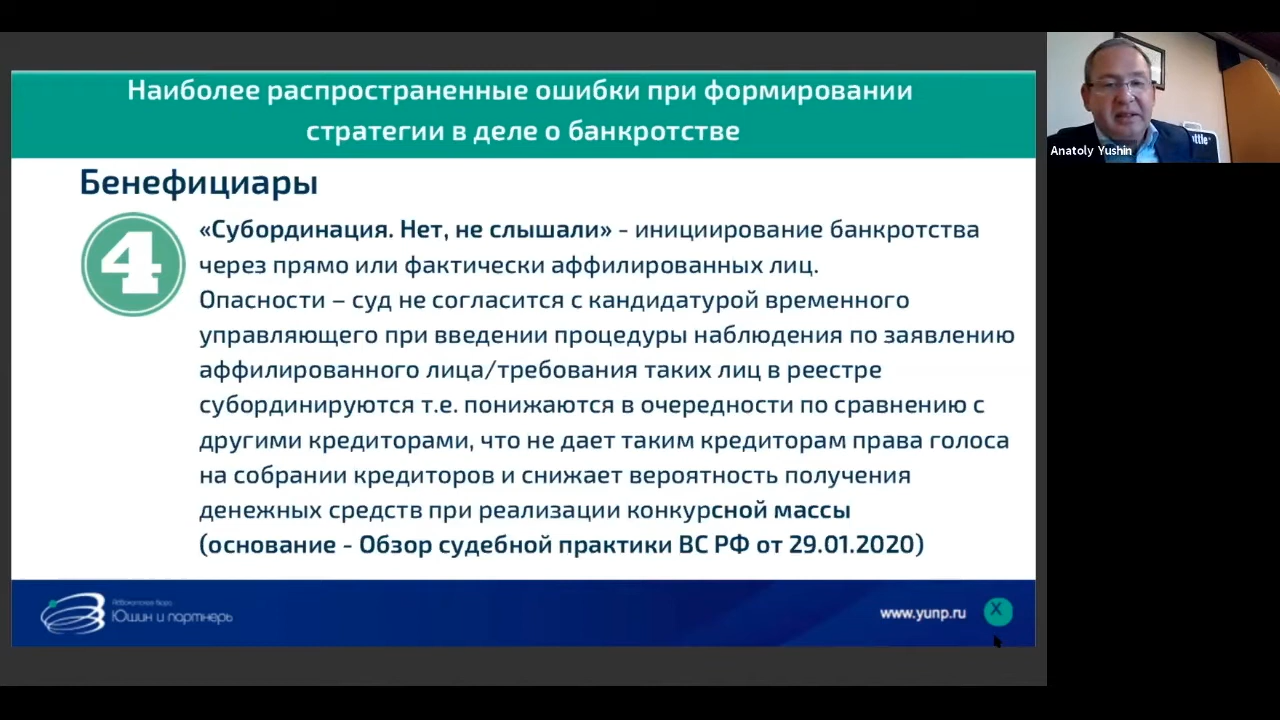 Наиболее распространенные ошибки при формировании
стратегии в деле о банкротстве
Бенефициары
4
«Субординация. Нет, не слышали» - инициирование банкротства
через прямо или фактически аффилированных лиц.
Опасности – суд не согласится с кандидатурой временного
управляющего при введении процедуры наблюдения по заявлению
аффилированного лица/требования таких лиц в реестре
субординируются т.е. понижаются в очередности по сравнению с
другими кредиторами, что не дает таким кредиторам права голоса
на собрании кредиторов и снижает вероятность получения
денежных средств при реализации конкурсной массы
(основание - Обзор судебной практики ВС РФ от 29.01.2020)
Адвокатское бюро
Юшин и партнеры
www.yunp.ru
X
Anatoly Yushin